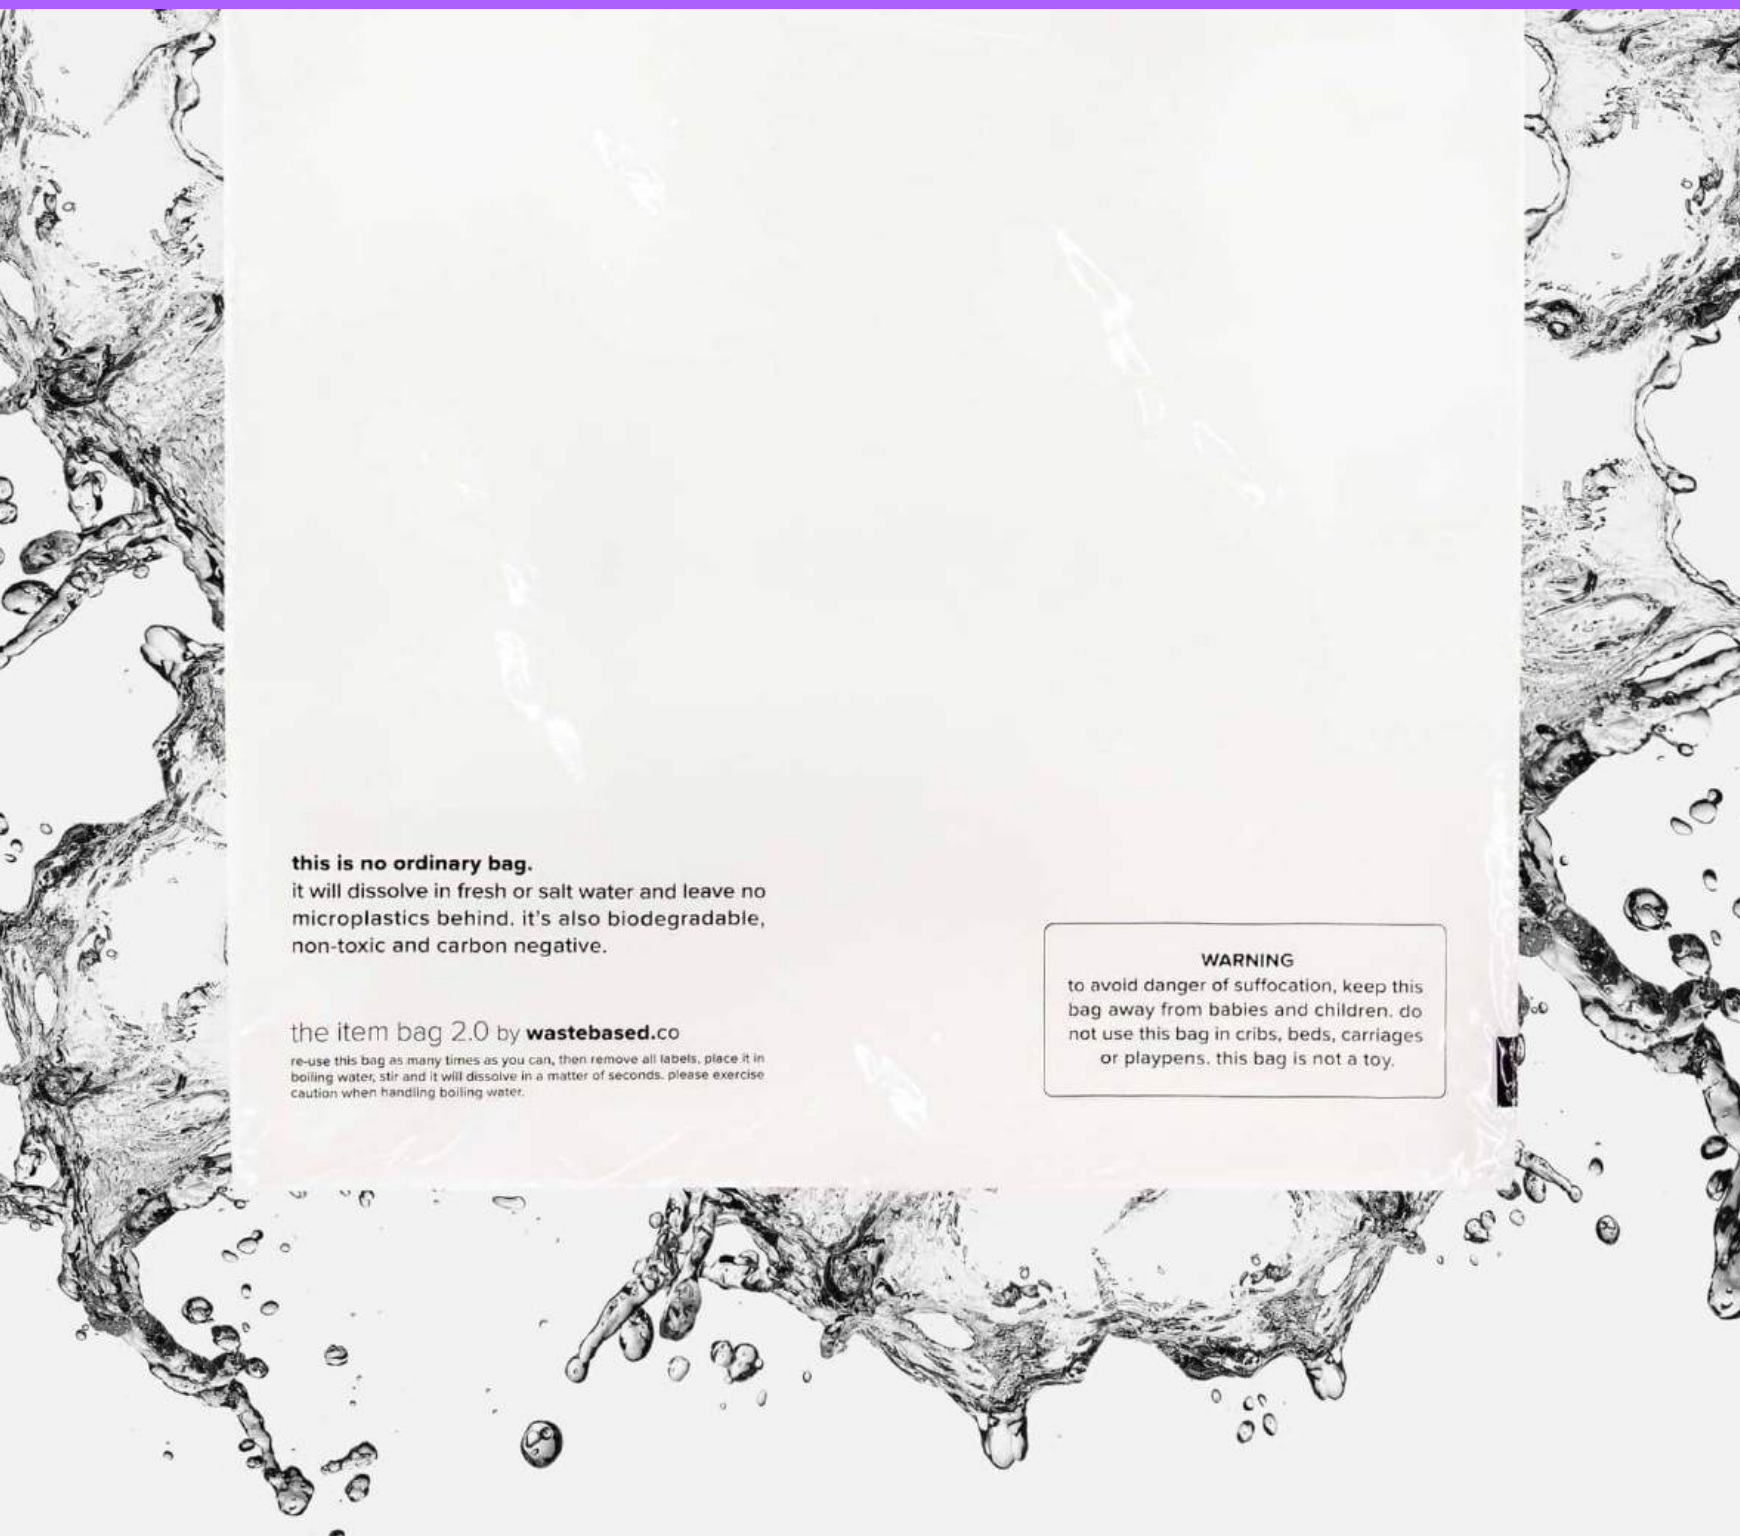 this is no ordinary bag.
it will dissolve in fresh or salt water and leave no
microplastics behind. it's also biodegradable,
non-toxic and carbon negative.
the item bag 2.0 by wastebased.co
re-use this bag as many times as you can, then remove all labels, place it in
boiling water, stir and it will dissolve in a matter of seconds. please exercise
caution when handling boiling water.
WARNING
to avoid danger of suffocation, keep this
bag away from babies and children. do
not use this bag in cribs, beds, carriages
or playpens. this bag is not a toy.